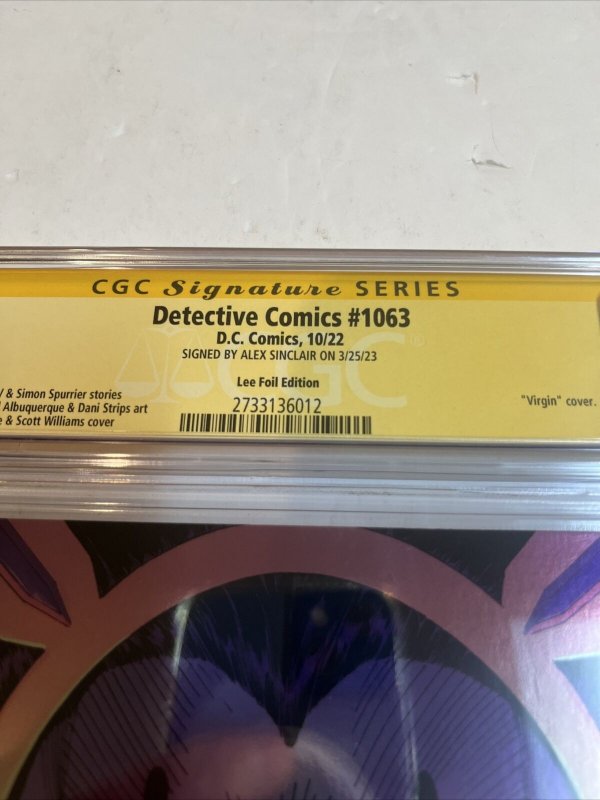 CGC Signature SERIES
Detective Comics #1063
D.C. Comics, 10/22
SIGNED BY ALEX SINCLAIR ON 3/25/23
CGC®
Lee Foil Edition
2733136012
& Simon Spurrier stories
Albuquerque & Dani Strips art
& Scott Williams cover
"Virgin" cover.